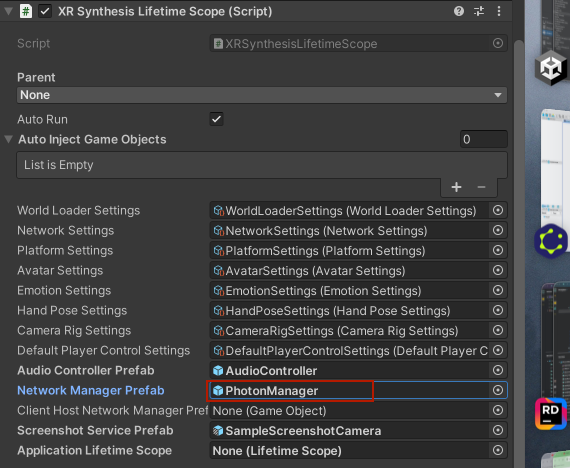 XR Synthesis Lifetime Scope (Script)
Script XRSynthesisLifetimeScope
Parent
None
Auto Run
Auto Inject Game Objects 0
List is Empty
+ −
World Loader Settings WorldLoaderSettings (World Loader Settings)
Network Settings NetworkSettings (Network Settings)
Platform Settings PlatformSettings (Platform Settings)
Avatar Settings AvatarSettings (Avatar Settings)
Emotion Settings EmotionSettings (Emotion Settings)
Hand Pose Settings HandPoseSettings (Hand Pose Settings)
Camera Rig Settings CameraRigSettings (Camera Rig Settings)
Default Player Control Settings DefaultPlayerControlSettings (Default Player C
Audio Controller Prefab AudioController
Network Manager Prefab PhotonManager
Client Host Network Manager Pref None (Game Object)
Screenshot Service Prefab SampleScreenshotCamera
Application Lifetime Scope None (Lifetime Scope)
RD